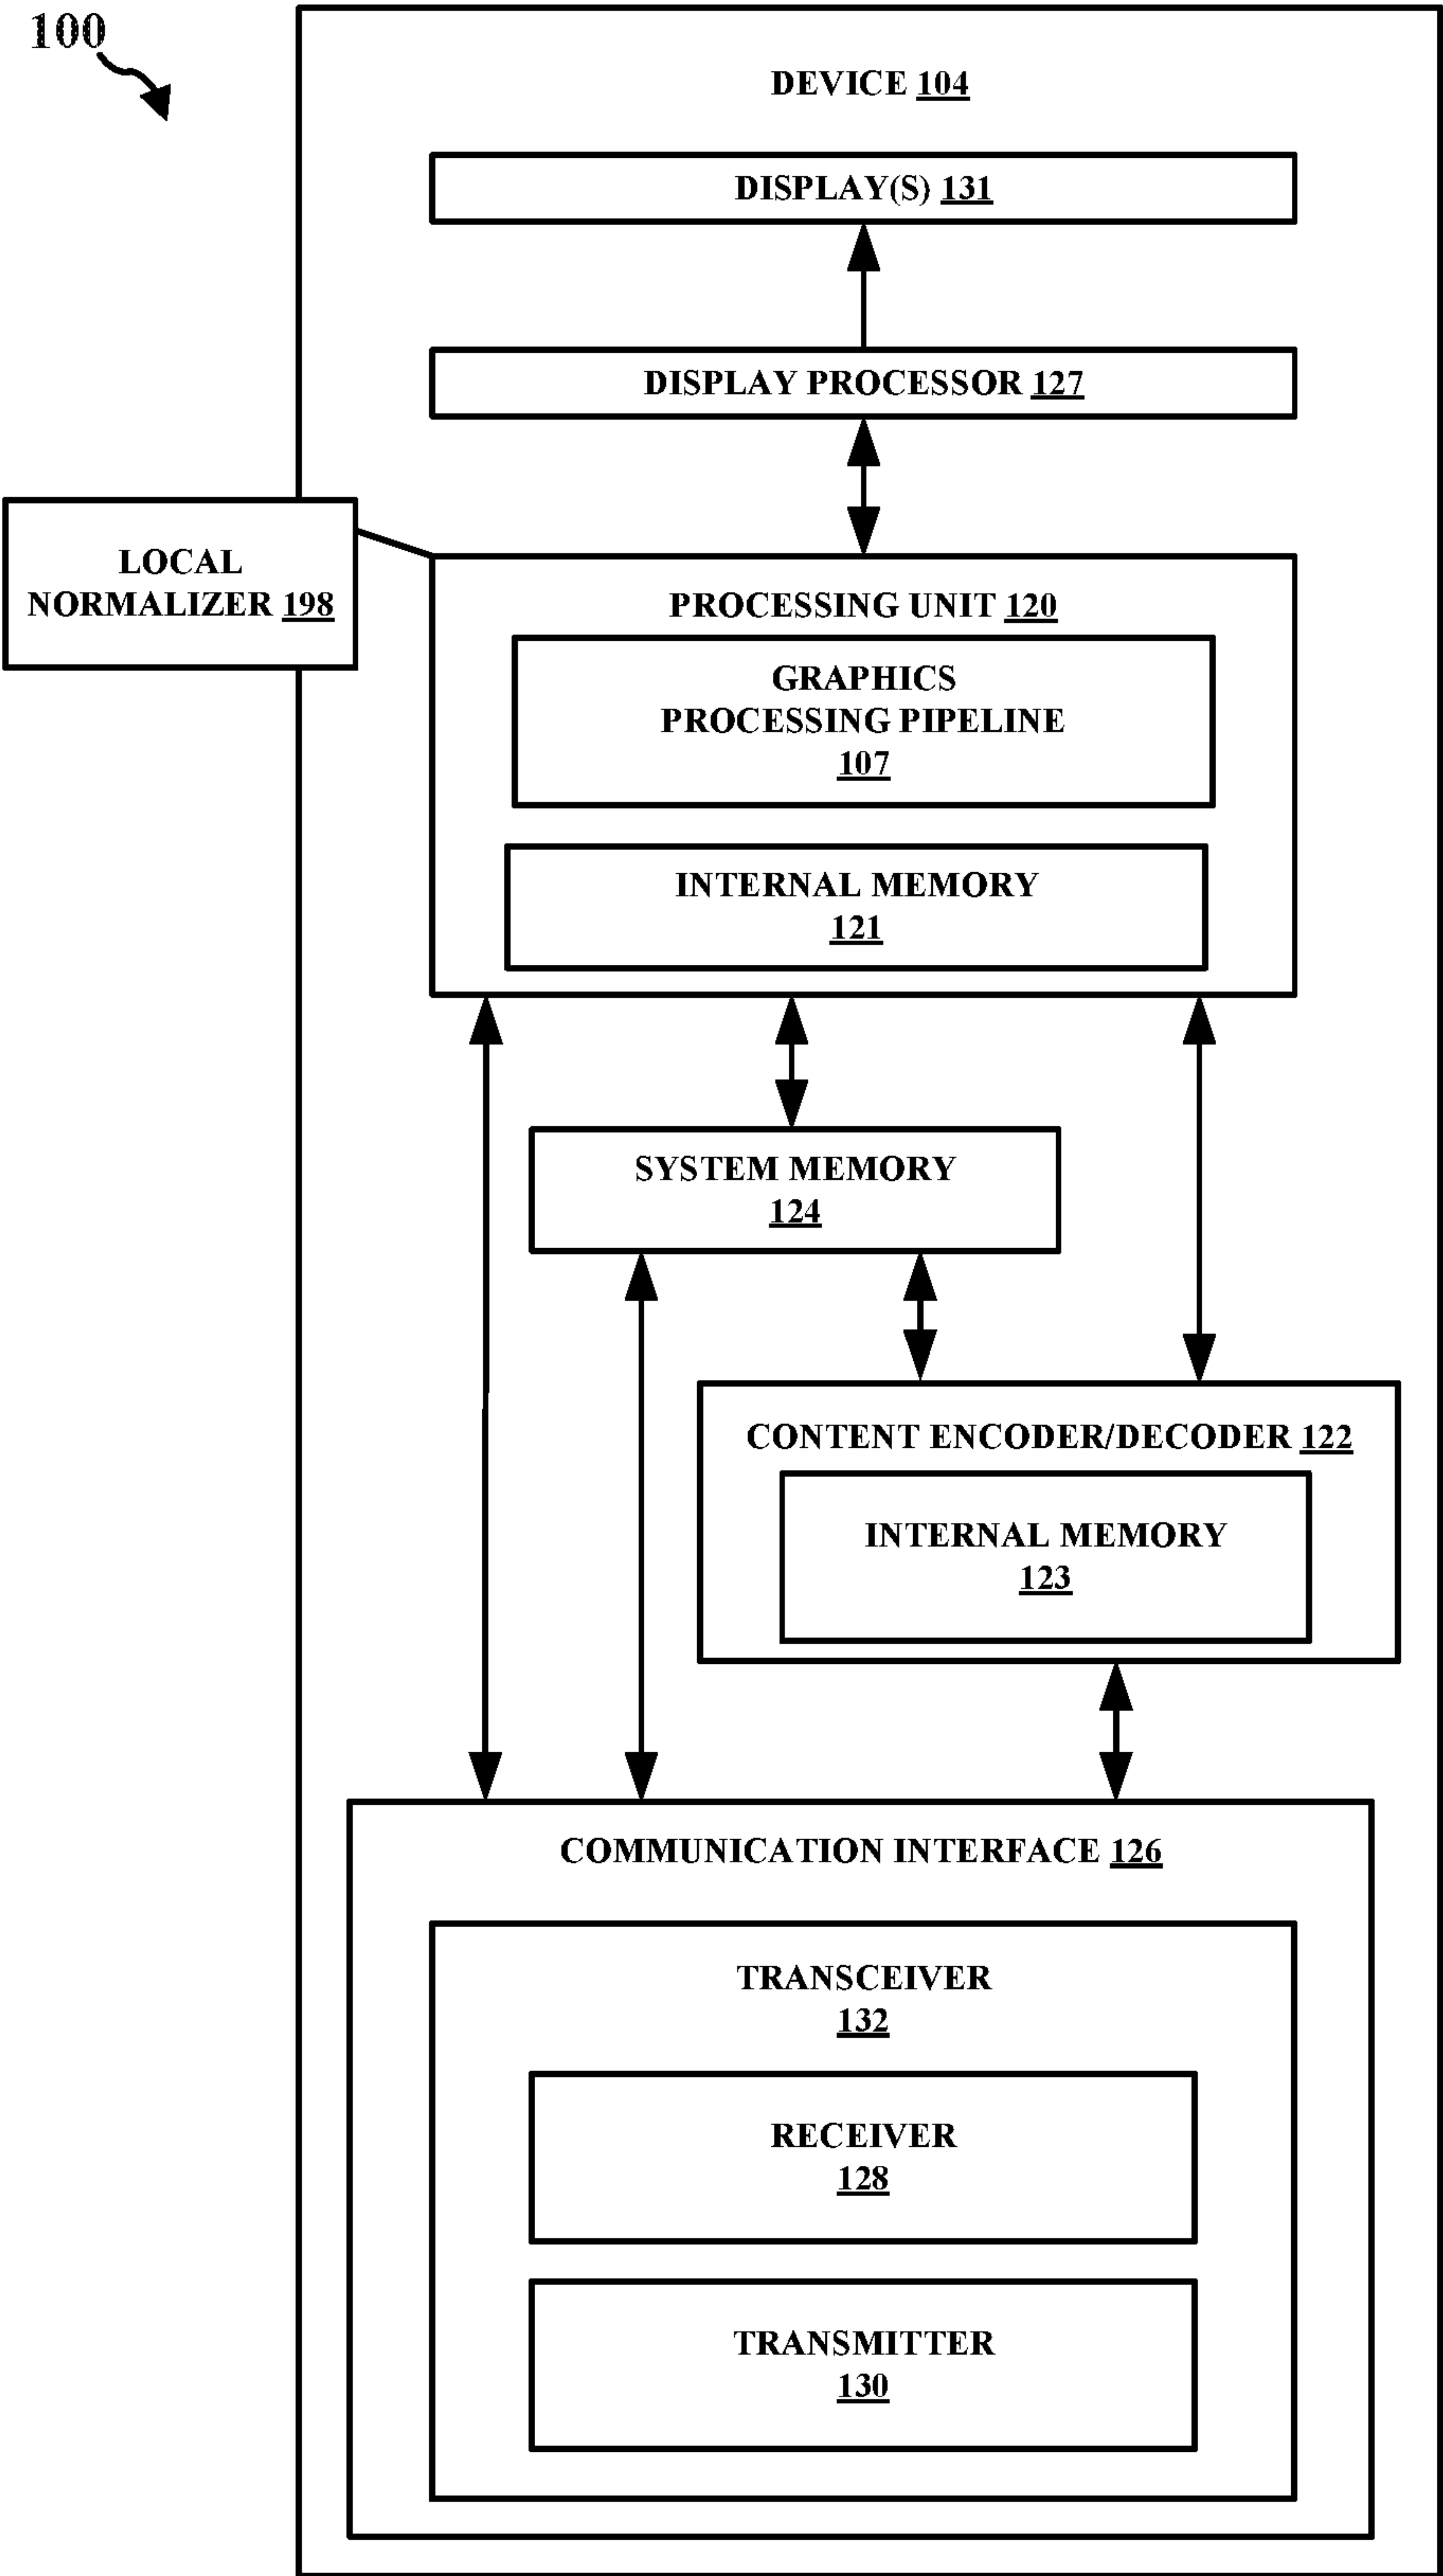 100
DEVICE 104
DISPLAY(S) 131
DISPLAY PROCESSOR 127
LOCAL
NORMALIZER 198
PROCESSING UNIT 120
GRAPHICS
PROCESSING PIPELINE
107
INTERNAL MEMORY
121
SYSTEM MEMORY
124
CONTENT ENCODER/DECODER 122
INTERNAL MEMORY
123
COMMUNICATION INTERFACE 126
TRANSCEIVER
132
RECEIVER
128
TRANSMITTER
130